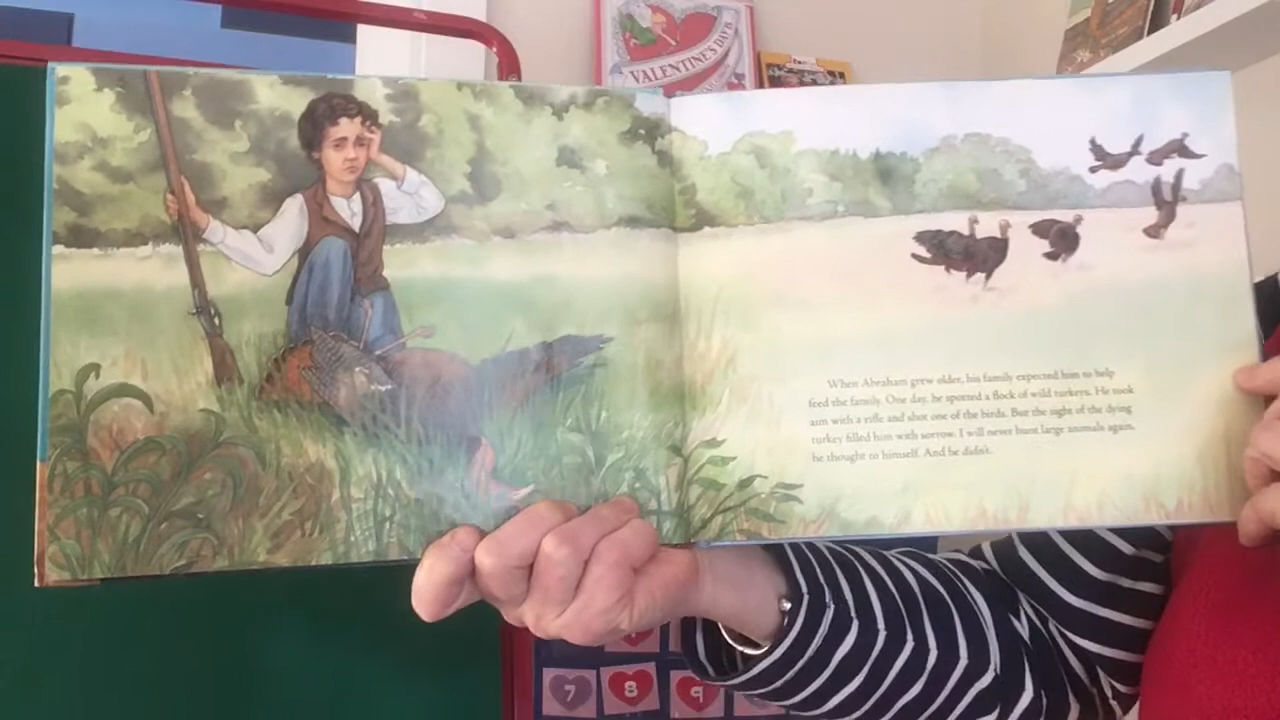 VALENTINE'S DAY IS
When Abraham grew older, his family expected him to help
feed the family. One day, he spotted a flock of wild turkeys. He took
aim with a rifle and shot one of the birds. But the sight of the dying
turkey filled him with sorrow. I will never hunt large animals again,
he thought to himself. And he didn't.
7 8 9